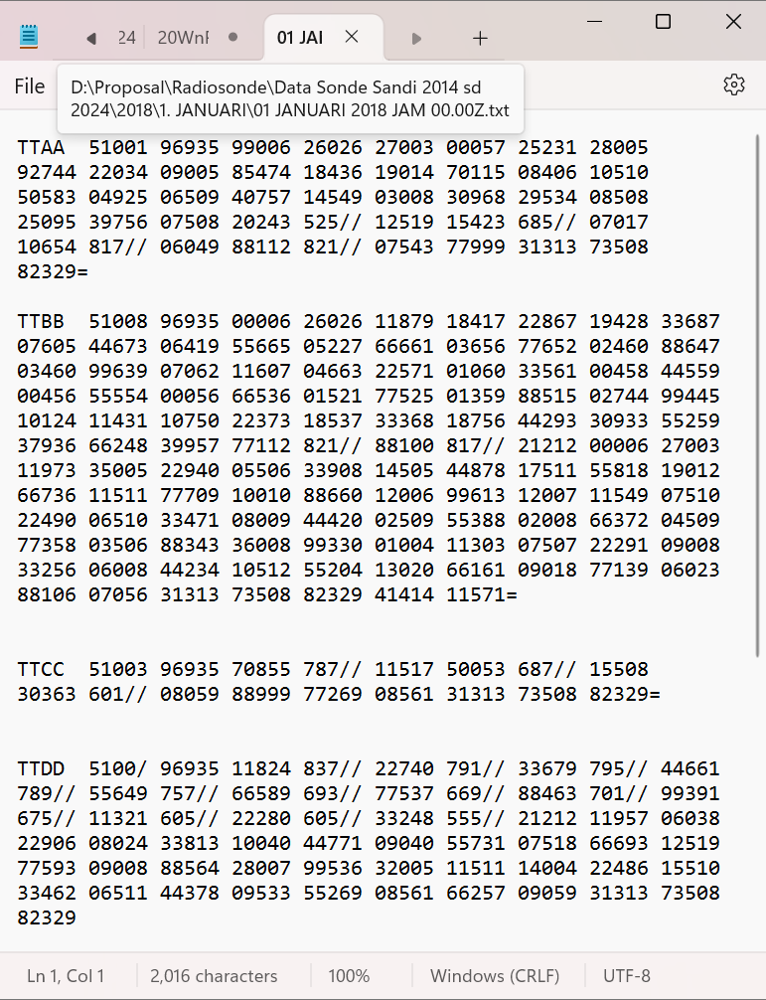 24 20WnF 01 JAI
File
D:\Proposal\Radiosonde\Data Sonde Sandi 2014 sd
2024\2018\1. JANUARI\01 JANUARI 2018 JAM 00.00Z.txt
TTAA 51001 96935 99006 26026 27003 00057 25231 28005
92744 22034 09005 85474 18436 19014 70115 08406 10510
50583 04925 06509 40757 14549 03008 30968 29534 08508
25095 39756 07508 20243 525// 12519 15423 685// 07017
10654 817// 06049 88112 821// 07543 77999 31313 73508
82329=
TTBB 51008 96935 00006 26026 11879 18417 22867 19428 33687
07605 44673 06419 55665 05227 66661 03656 77652 02460 88647
03460 99639 07062 11607 04663 22571 01060 33561 00458 44559
00456 55554 00056 66536 01521 77525 01359 88515 02744 99445
10124 11431 10750 22373 18537 33368 18756 44293 30933 55259
37936 66248 39957 77112 821// 88100 817// 21212 00006 27003
11973 35005 22940 05506 33908 14505 44878 17511 55818 19012
66736 11511 77709 10010 88660 12006 99613 12007 11549 07510
22490 06510 33471 08009 44420 02509 55388 02008 66372 04509
77358 03506 88343 36008 99330 01004 11303 07507 22291 09008
33256 06008 44234 10512 55204 13020 66161 09018 77139 06023
88106 07056 31313 73508 82329 41414 11571=
TTCC 51003 96935 70855 787// 11517 50053 687// 15508
30363 601// 08059 88999 77269 08561 31313 73508 82329=
TTDD 5100/ 96935 11824 837// 22740 791// 33679 795// 44661
789// 55649 757// 66589 693// 77537 669// 88463 701// 99391
675// 11321 605// 22280 605// 33248 555// 21212 11957 06038
22906 08024 33813 10040 44771 09040 55731 07518 66693 12519
77593 09008 88564 28007 99536 32005 11511 14004 22486 15510
33462 06511 44378 09533 55269 08561 66257 09059 31313 73508
82329
Ln 1, Col 1 2,016 characters 100% Windows (CRLF) UTF-8